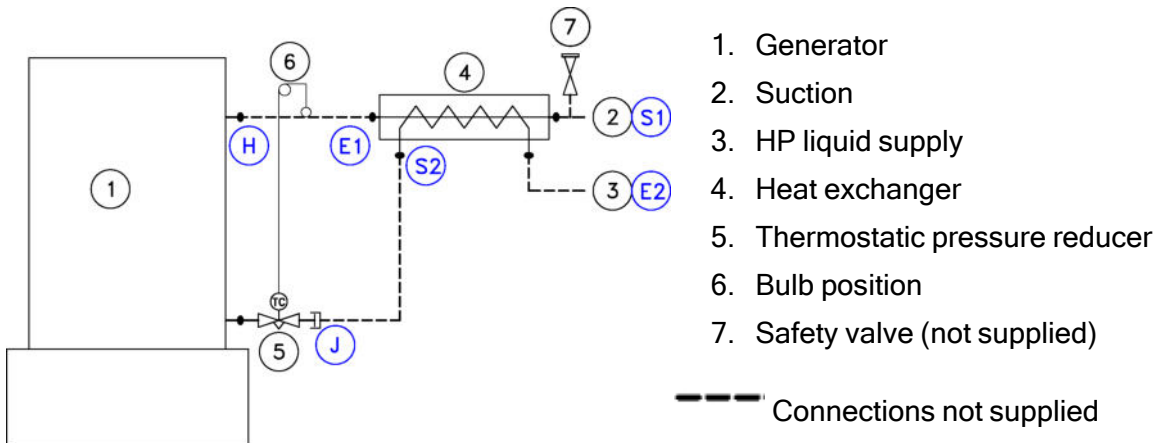 7
6
4
2 S1
H
E1
S2
1
3 E2
TC
5
J
1. Generator
2. Suction
3. HP liquid supply
4. Heat exchanger
5. Thermostatic pressure reducer
6. Bulb position
7. Safety valve (not supplied)
Connections not supplied